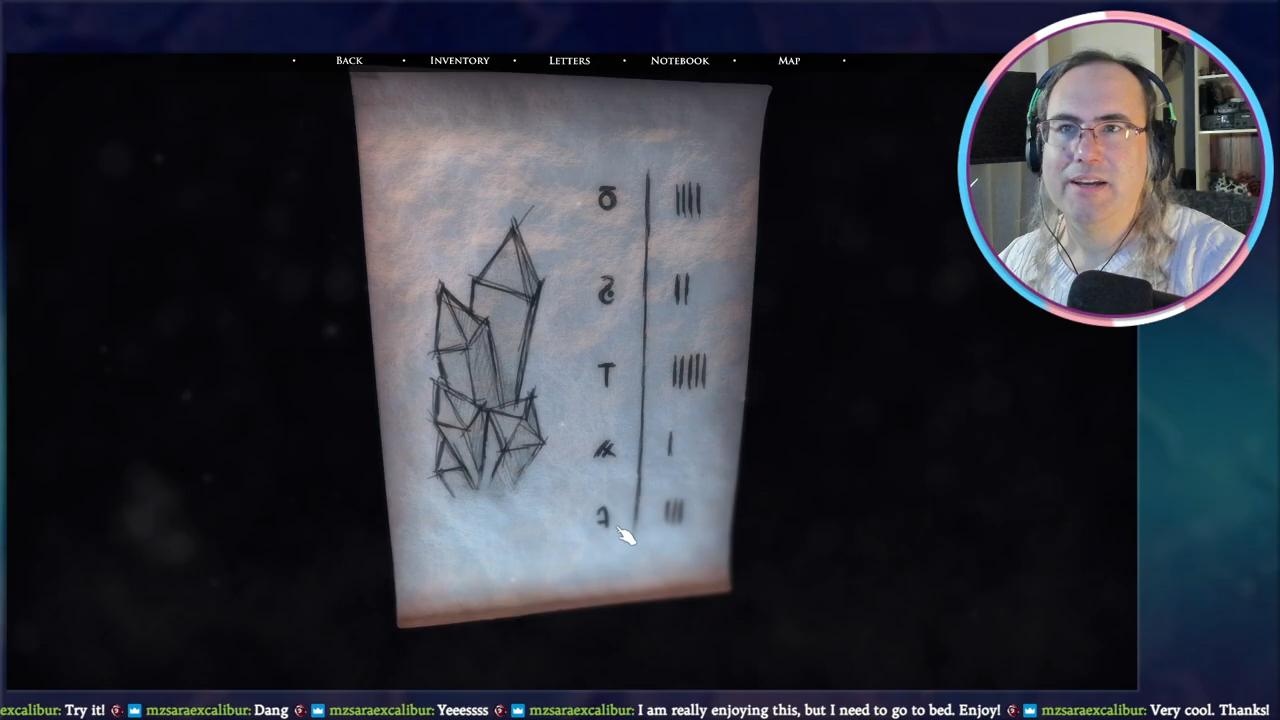 BACK
INVENTORY
LETTERS
NOTEBOOK
MAP
excalibur: Try it! mzsaraexcalibur: Dang mzsaraexcalibur: Yeeessss mzsaraexcalibur: I am really enjoying this, but I need to go to bed. Enjoy! mzsaraexcalibur: Very cool. Thanks!